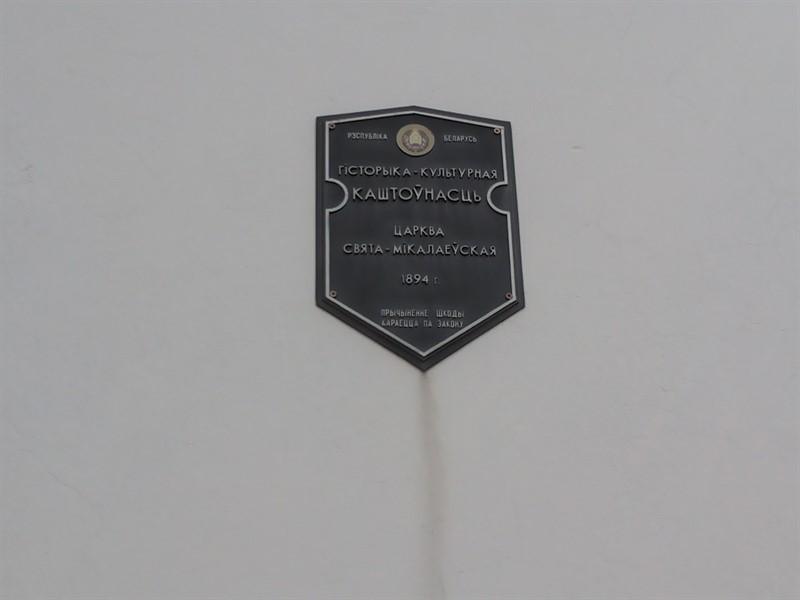 РЭСПУБЛІКА БЕЛАРУСЬ
ГІСТОРЫКА-КУЛЬТУРНАЯ
КАШТОЎНАСЦЬ
ЦАРКВА
СВЯТА-МІКАЛАЕЎСКАЯ
1894 г.
ПРЫЧЫНЕННЕ ШКОДЫ
КАРАЕЦЦА ПА ЗАКОНУ